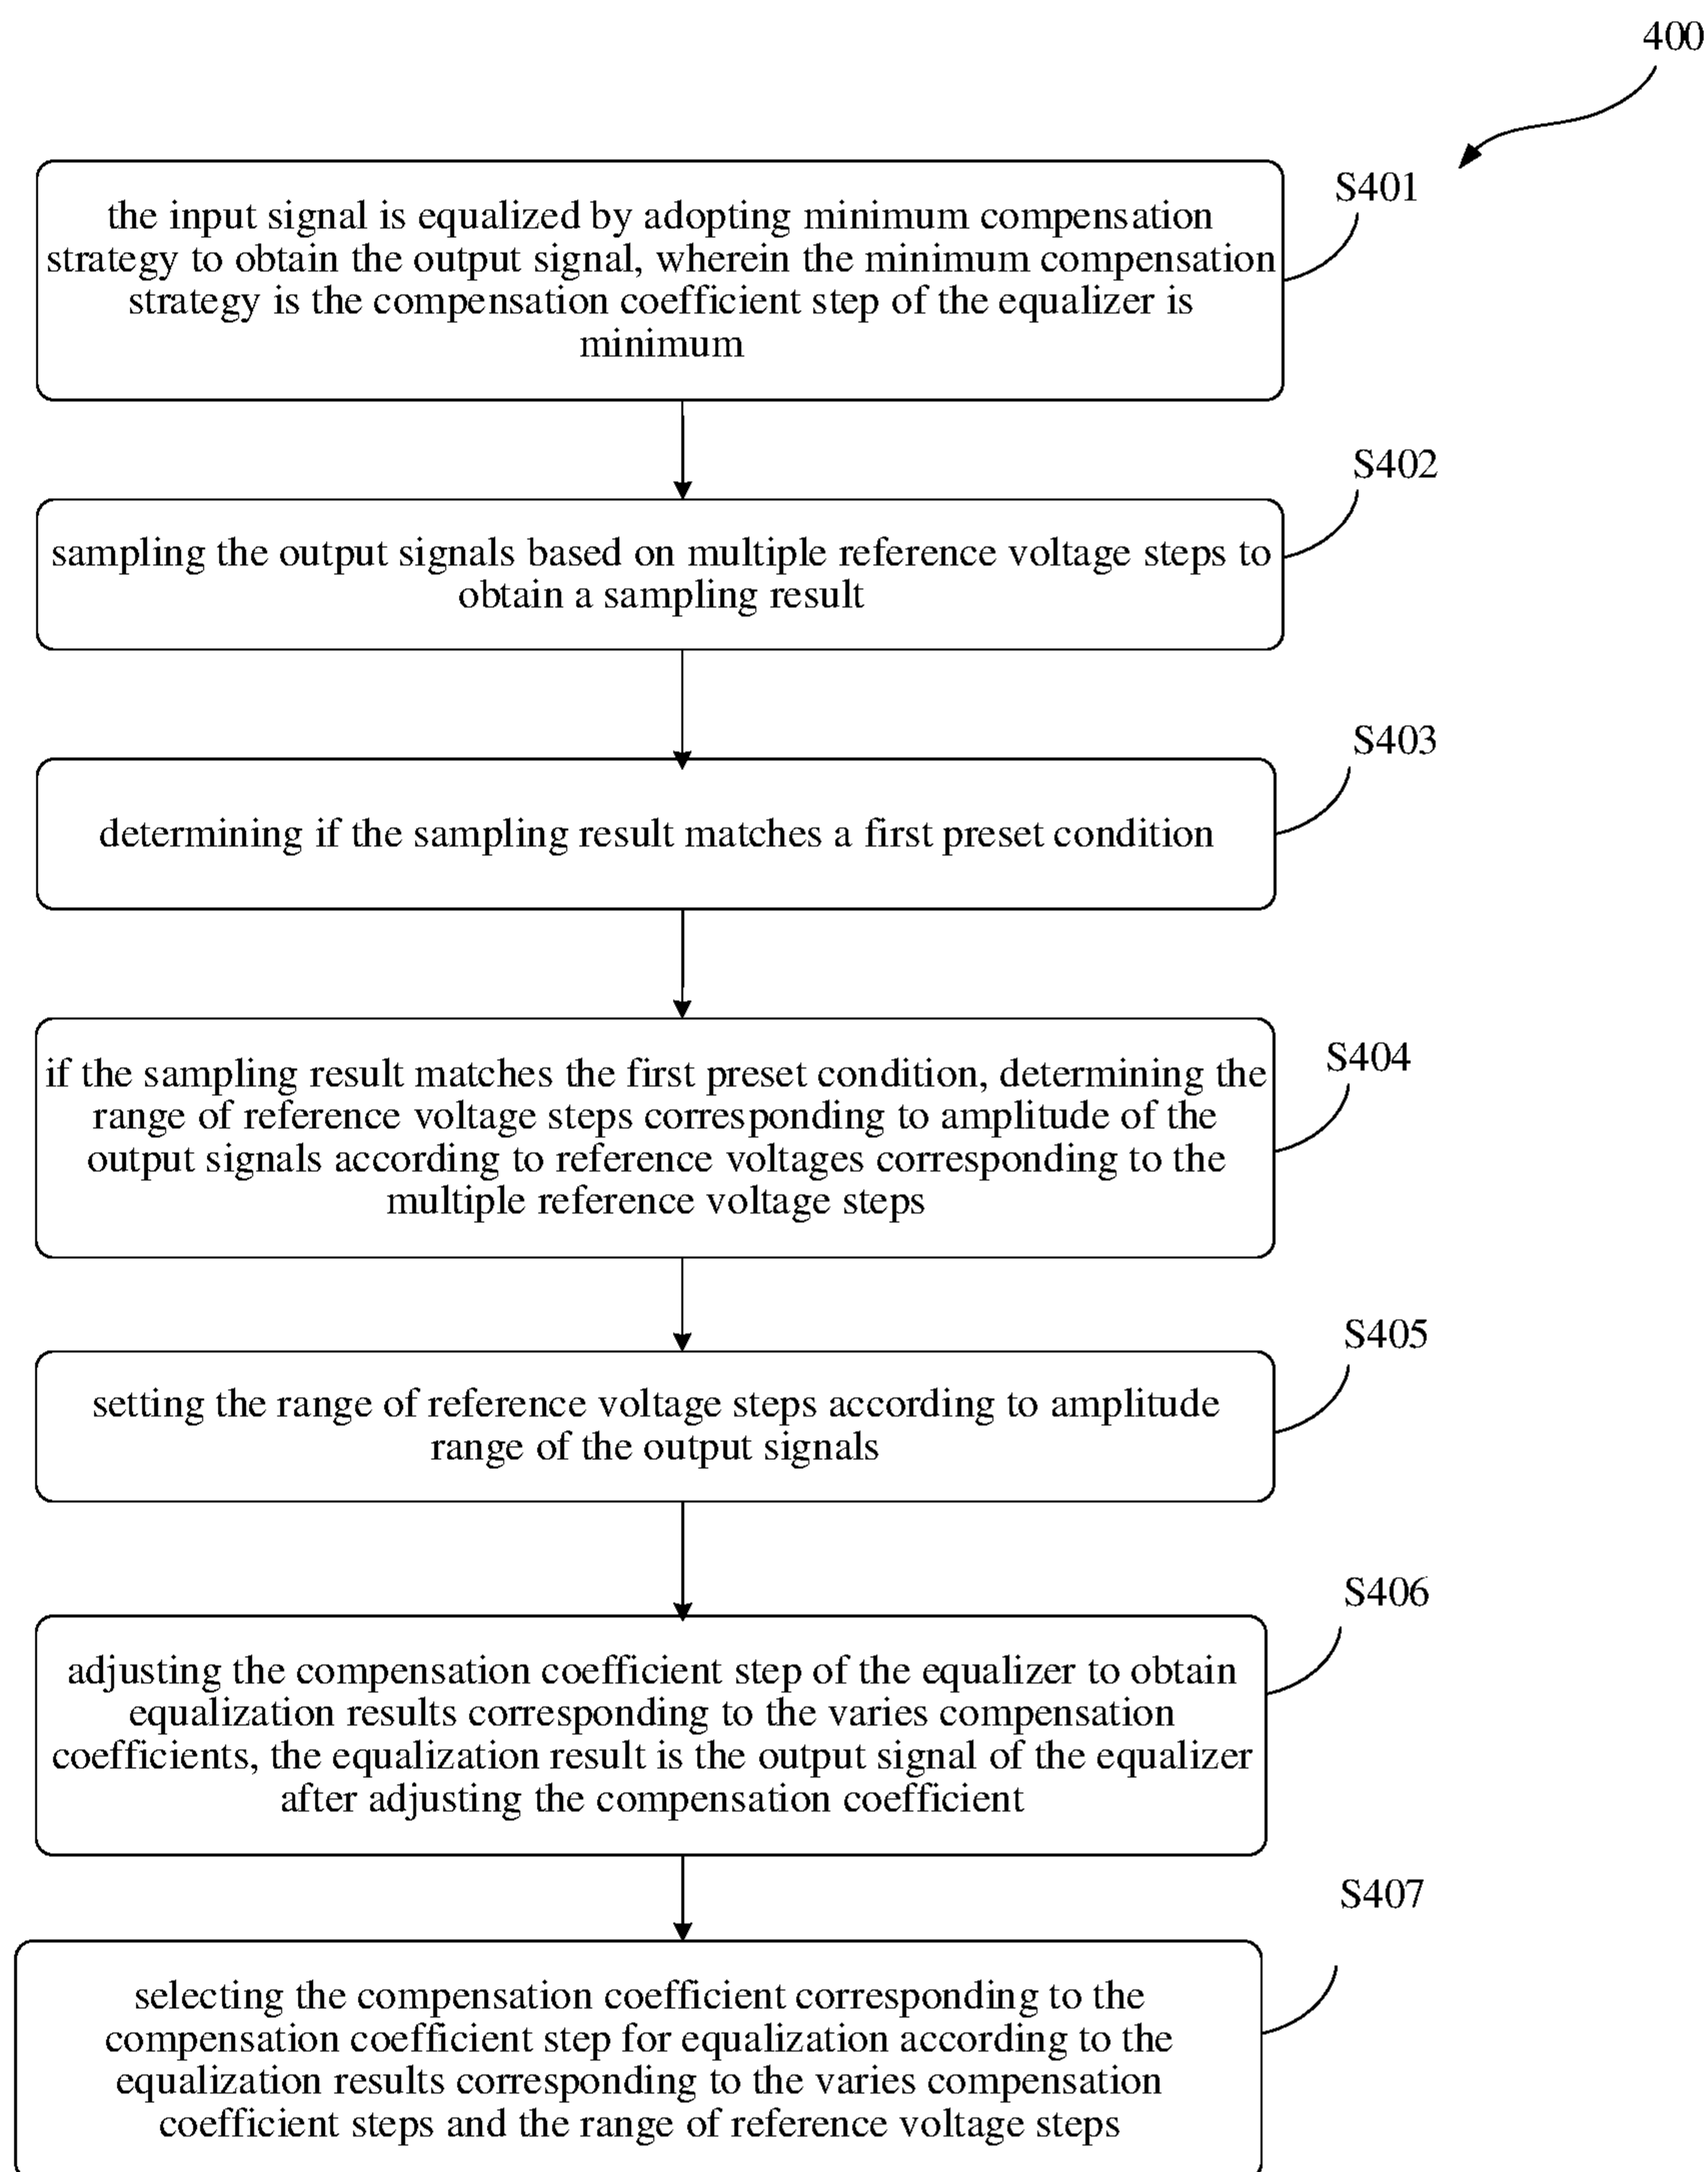 400
S401
the input signal is equalized by adopting minimum compensation
strategy to obtain the output signal, wherein the minimum compensation
strategy is the compensation coefficient step of the equalizer is
minimum
S402
sampling the output signals based on multiple reference voltage steps to
obtain a sampling result
S403
determining if the sampling result matches a first preset condition
S404
if the sampling result matches the first preset condition, determining the
range of reference voltage steps corresponding to amplitude of the
output signals according to reference voltages corresponding to the
multiple reference voltage steps
S405
setting the range of reference voltage steps according to amplitude
range of the output signals
S406
adjusting the compensation coefficient step of the equalizer to obtain
equalization results corresponding to the varies compensation
coefficients, the equalization result is the output signal of the equalizer
after adjusting the compensation coefficient
S407
selecting the compensation coefficient corresponding to the
compensation coefficient step for equalization according to the
equalization results corresponding to the varies compensation
coefficient steps and the range of reference voltage steps